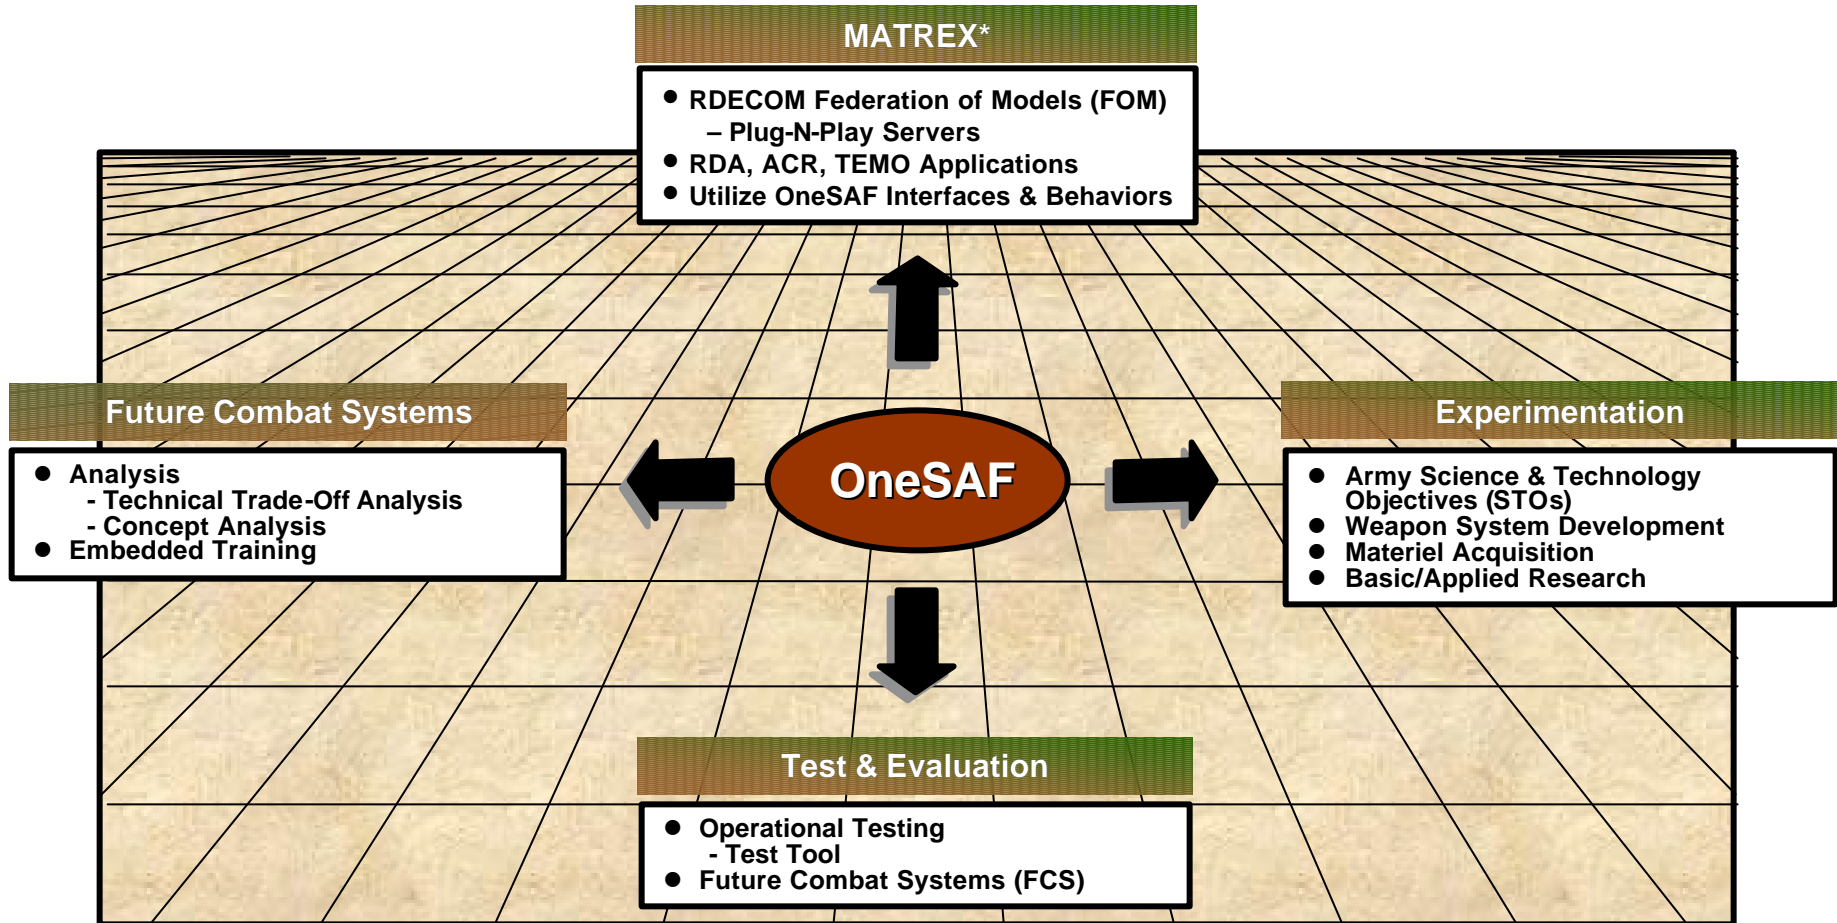 MATREX*
● RDECOM Federation of Models (FOM)
– Plug-N-Play Servers
● RDA, ACR, TEMO Applications
● Utilize OneSAF Interfaces & Behaviors
Future Combat Systems
● Analysis
- Technical Trade-Off Analysis
- Concept Analysis
● Embedded Training
OneSAF
Experimentation
● Army Science & Technology
Objectives (STOs)
● Weapon System Development
● Materiel Acquisition
● Basic/Applied Research
Test & Evaluation
● Operational Testing
- Test Tool
● Future Combat Systems (FCS)